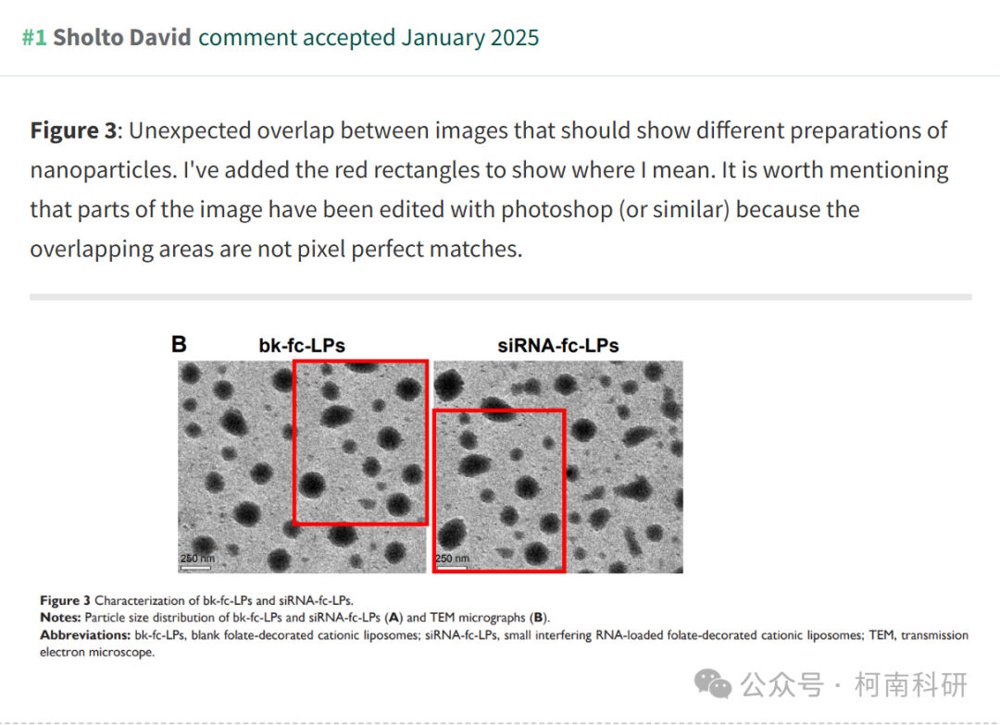 #1 Sholto David comment accepted January 2025
Figure 3: Unexpected overlap between images that should show different preparations of
nanoparticles. I've added the red rectangles to show where I mean. It is worth mentioning
that parts of the image have been edited with photoshop (or similar) because the
overlapping areas are not pixel perfect matches.
B bk-fc-LPs siRNA-fc-LPs
250 nm 250 nm
Figure 3 Characterization of bk-fc-LPs and siRNA-fc-LPs.
Notes: Particle size distribution of bk-fc-LPs and siRNA-fc-LPs (A) and TEM micrographs (B).
Abbreviations: bk-fc-LPs, blank folate-decorated cationic liposomes; siRNA-fc-LPs, small interfering RNA-loaded folate-decorated cationic liposomes; TEM, transmission
electron microscope.
公众号 · 柯南科研